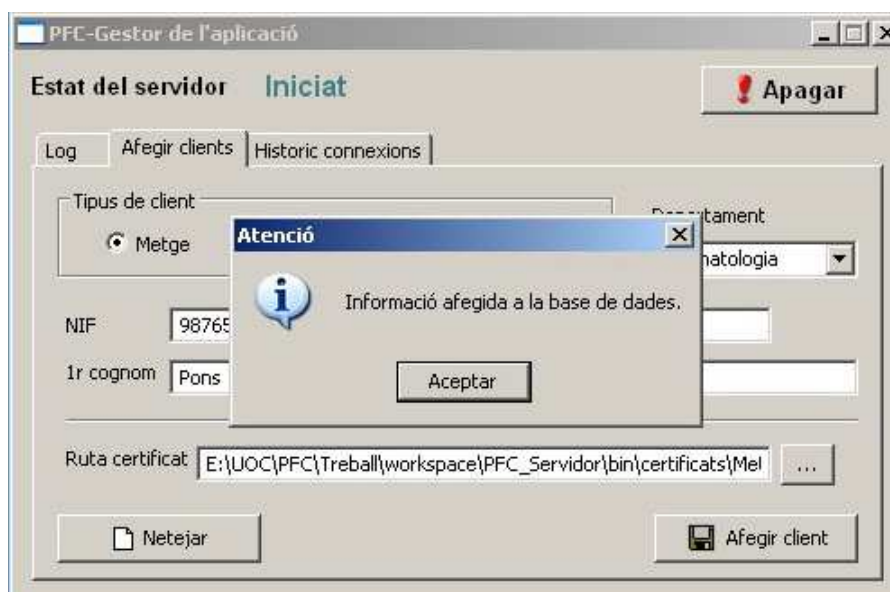 PFC-Gestor de l'aplicació
Estat del servidor Iniciat
Apagar
Log Afegir clients Historic connexions
Tipus de client
Metge
Atenció
Informació afegida a la base de dades.
Aceptar
NIF 98765
1r cognom Pons
Ruta certificat E:\UOC\PFC\Treball\workspace\PFC_Servidor\bin\certificats\Me
...
Netejar
Afegir client